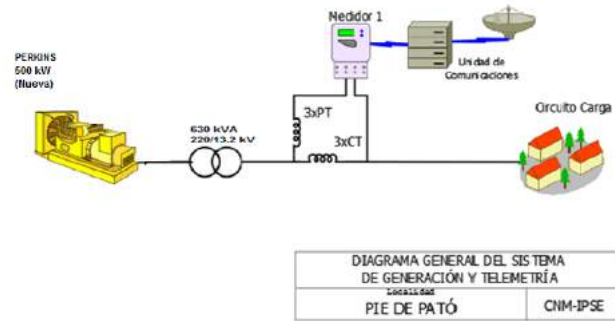 Medidor 1
PERKINS
500 kW
(Nueva)
Unidad de
Comunicaciones
3xPT
630 kVA
220/13.2 kV
3xCT
Circuito Carga
DIAGRAMA GENERAL DEL SISTEMA
DE GENERACIÓN Y TELEMETRÍA
Localidad
PIE DE PATÓ
CNM-IPSE